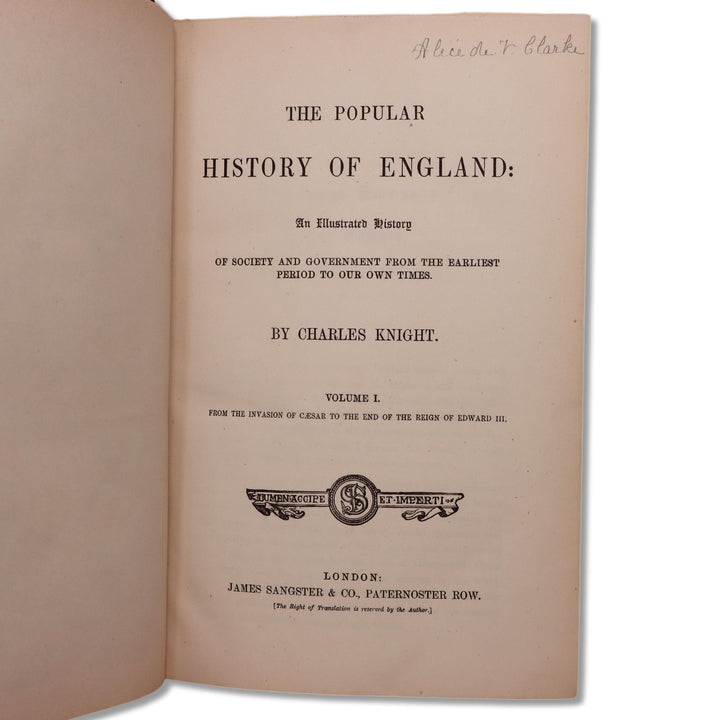 Alice de V. Clarke
THE POPULAR
HISTORY OF ENGLAND:
An Illustrated History
OF SOCIETY AND GOVERNMENT FROM THE EARLIEST
PERIOD TO OUR OWN TIMES.
BY CHARLES KNIGHT.
VOLUME I.
FROM THE INVASION OF CÆSAR TO THE END OF THE REIGN OF EDWARD III.
LUMEN·ACCIPE ET·IMPERTI
LONDON:
JAMES SANGSTER & CO., PATERNOSTER ROW.
[The Right of Translation is reserved by the Author.]